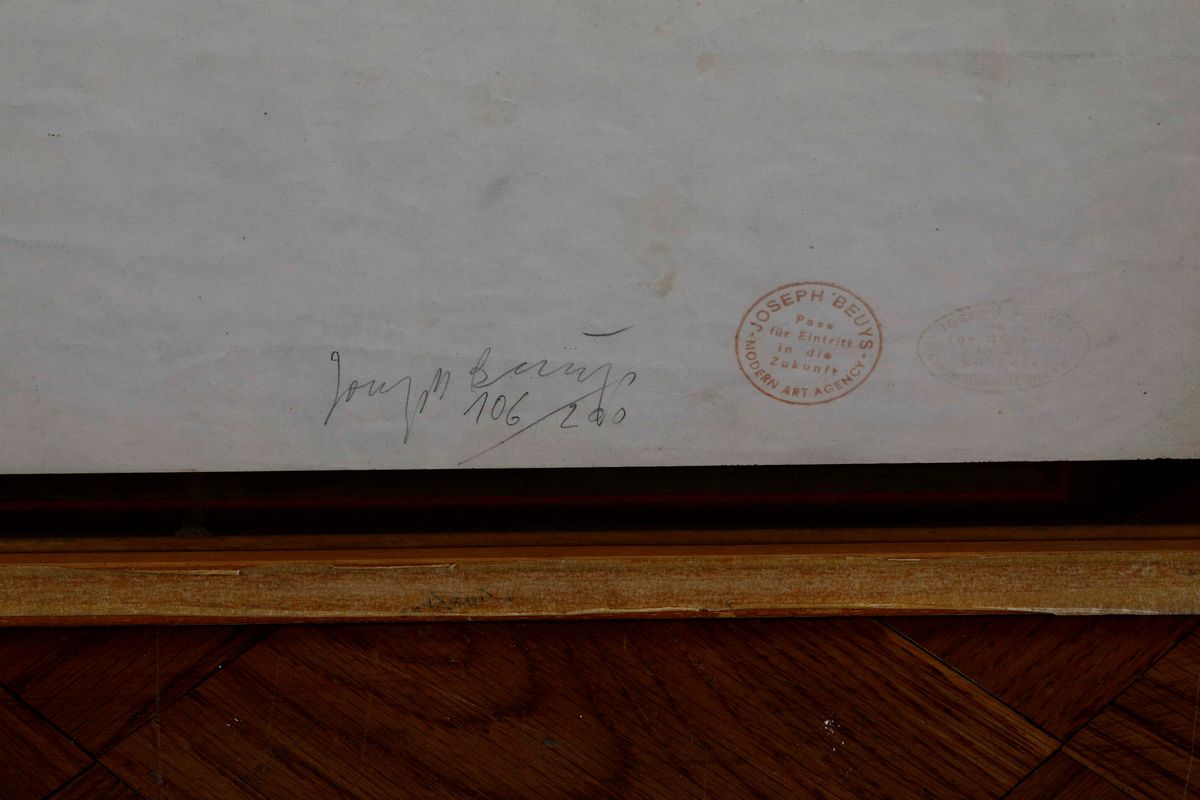 Joseph Beuys
106/200
JOSEPH BEUYS
Pass
für Eintritt
in die
Zukunft
-MODERN ART AGENCY-